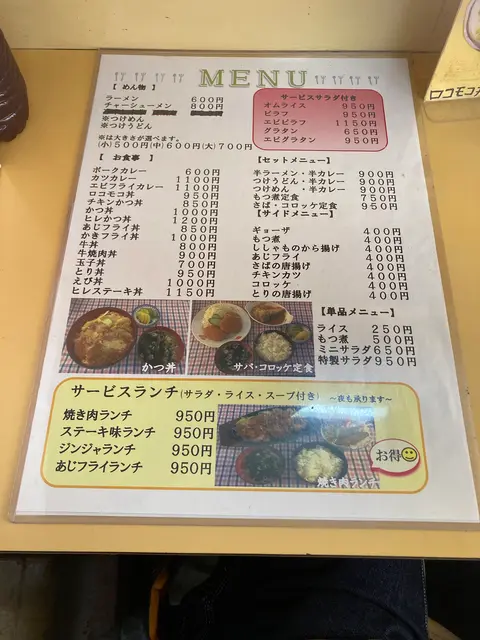 MENU
【 めん物 】
ラーメン 600円
チャーシューメン 800円
※つけめん
※つけうどん
※は大きさが選べます。
(小)500円(中)600円(大)700円
【 お食事 】
ポークカレー 600円
カツカレー 1100円
エビフライカレー 1100円
ロコモコ丼 950円
チキンかつ丼 850円
かつ丼 1000円
ヒレかつ丼 1200円
あじフライ丼 850円
かきフライ丼 1000円
牛丼 800円
牛焼肉丼 900円
玉子丼 700円
とり丼 950円
えび丼 1000円
ヒレステーキ丼 1150円
サービスサラダ付き
オムライス 950円
ピラフ 950円
エビピラフ 1150円
グラタン 650円
エビグラタン 950円
【セットメニュー】
半ラーメン・半カレー 900円
つけうどん・半カレー 900円
つけめん ・半カレー 900円
もつ煮定食 750円
さば・コロッケ定食 950円
【サイドメニュー】
ギョーザ 400円
もつ煮 400円
ししゃものから揚げ 400円
あじフライ 400円
さばの唐揚げ 400円
チキンカツ 400円
コロッケ 400円
とりの唐揚げ 400円
【単品メニュー】
ライス 250円
もつ煮 500円
ミニサラダ 650円
特製サラダ 950円
かつ丼
サバ・コロッケ定食
サービスランチ(サラダ・ライス・スープ付き) ～夜も承ります～
焼き肉ランチ 950円
ステーキ味ランチ 950円
ジンジャランチ 950円
あじフライランチ 950円
焼き肉ランチ
お得
ロコモコ